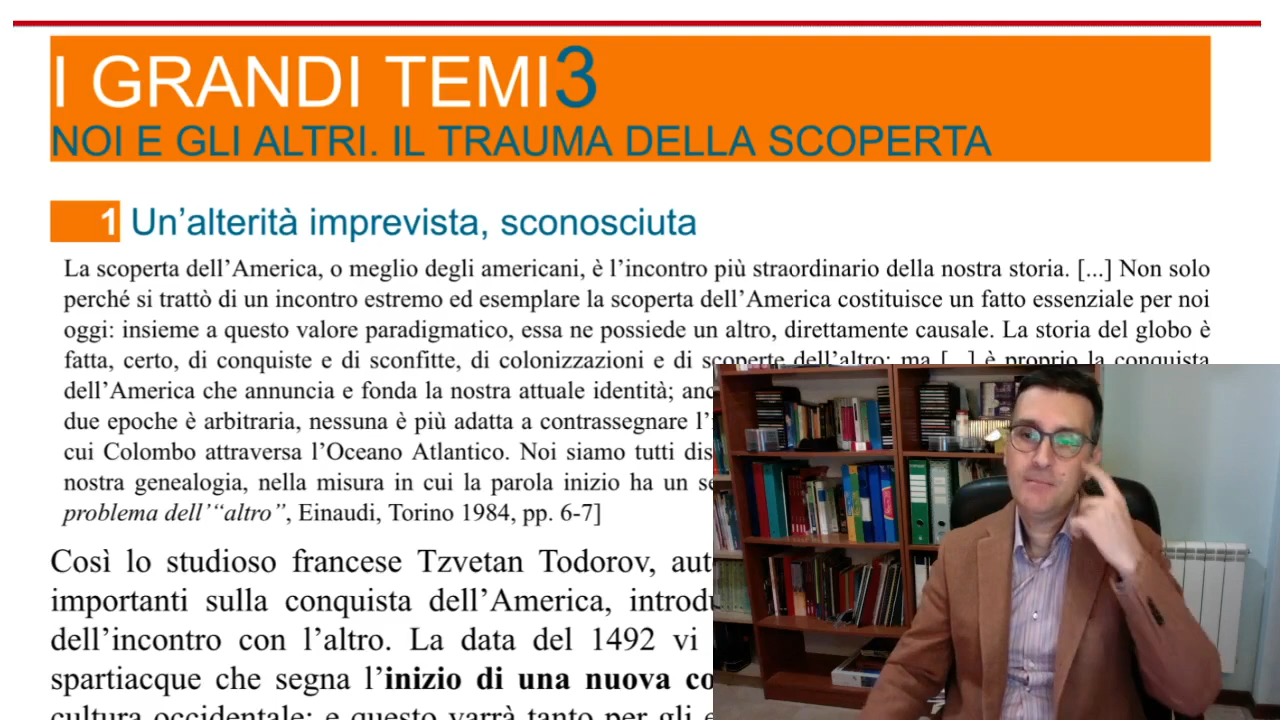 I GRANDI TEMI3
NOI E GLI ALTRI. IL TRAUMA DELLA SCOPERTA
1 Un’alterità imprevista, sconosciuta
La scoperta dell’America, o meglio degli americani, è l’incontro più straordinario della nostra storia. [...] Non solo
perché si trattò di un incontro estremo ed esemplare la scoperta dell’America costituisce un fatto essenziale per noi
oggi: insieme a questo valore paradigmatico, essa ne possiede un altro, direttamente causale. La storia del globo è
fatta, certo, di conquiste e di sconfitte, di colonizzazioni e di scoperte dell’altro; ma [...] è proprio la conquista
dell’America che annuncia e fonda la nostra attuale identità;
due epoche è arbitraria, nessuna è più adatta a contrassegnare
cui Colombo attraversa l’Oceano Atlantico. Noi siamo tutti
nostra genealogia, nella misura in cui la parola inizio ha un
problema dell’“altro”, Einaudi, Torino 1984, pp. 6-7]
Così lo studioso francese Tzvetan Todorov,
importanti sulla conquista dell’America,
dell’incontro con l’altro. La data del 1492 vi
spartiacque che segna l’inizio di una nuova
cultura occidentale: e questo varrà tanto per gli